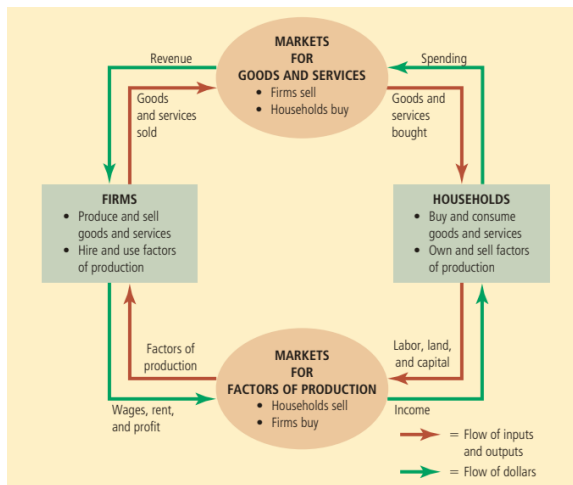 MARKETS
FOR
GOODS AND SERVICES
• Firms sell
• Households buy
Revenue
Spending
Goods
and services
sold
Goods and
services
bought
FIRMS
• Produce and sell
goods and services
• Hire and use factors
of production
HOUSEHOLDS
• Buy and consume
goods and services
• Own and sell factors
of production
Factors of
production
Labor, land,
and capital
MARKETS
FOR
FACTORS OF PRODUCTION
• Households sell
• Firms buy
Wages, rent,
and profit
Income
= Flow of inputs
and outputs
= Flow of dollars